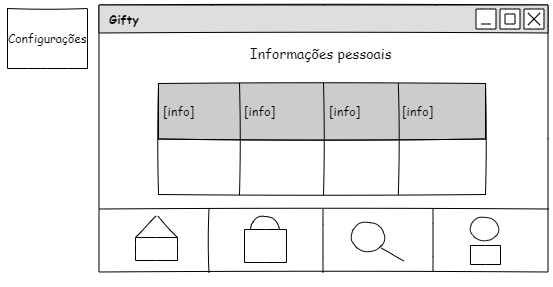 Configurações
Gifty
Informações pessoais
[info] [info] [info] [info]